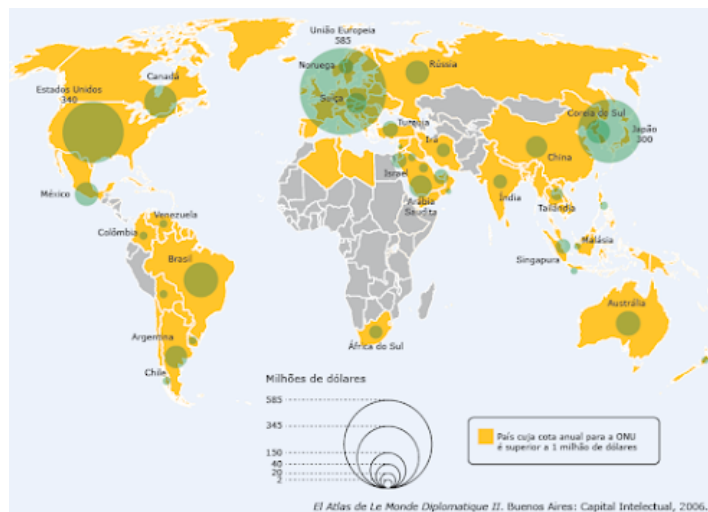 União Europeia
585
Noruega
Rússia
Canadá
Estados Unidos
340
Suíça
Coreia do Sul
Japão
300
Turquia
Irã
China
Israel
México
Arábia
Saudita
Índia
Tailândia
Venezuela
Colômbia
Malásia
Singapura
Brasil
Austrália
Argentina
África do Sul
Chile
Milhões de dólares
585
345
150
40
20
2
País cuja cota anual para a ONU
é superior a 1 milhão de dólares
El Atlas de Le Monde Diplomatique II. Buenos Aires: Capital Intelectual, 2006.